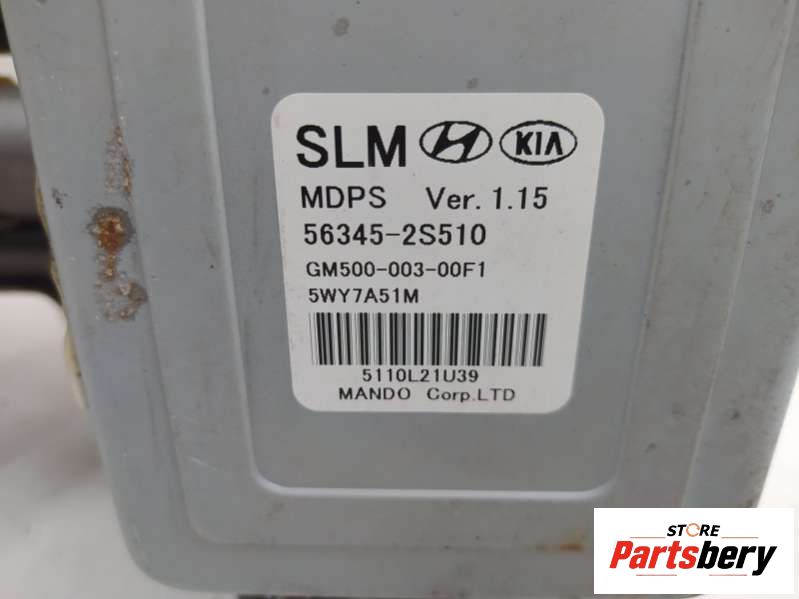 SLM KIA
MDPS Ver. 1.15
56345-2S510
GM500-003-00F1
5WY7A51M
5110L21U39
MANDO Corp.LTD
STORE
Partsbery